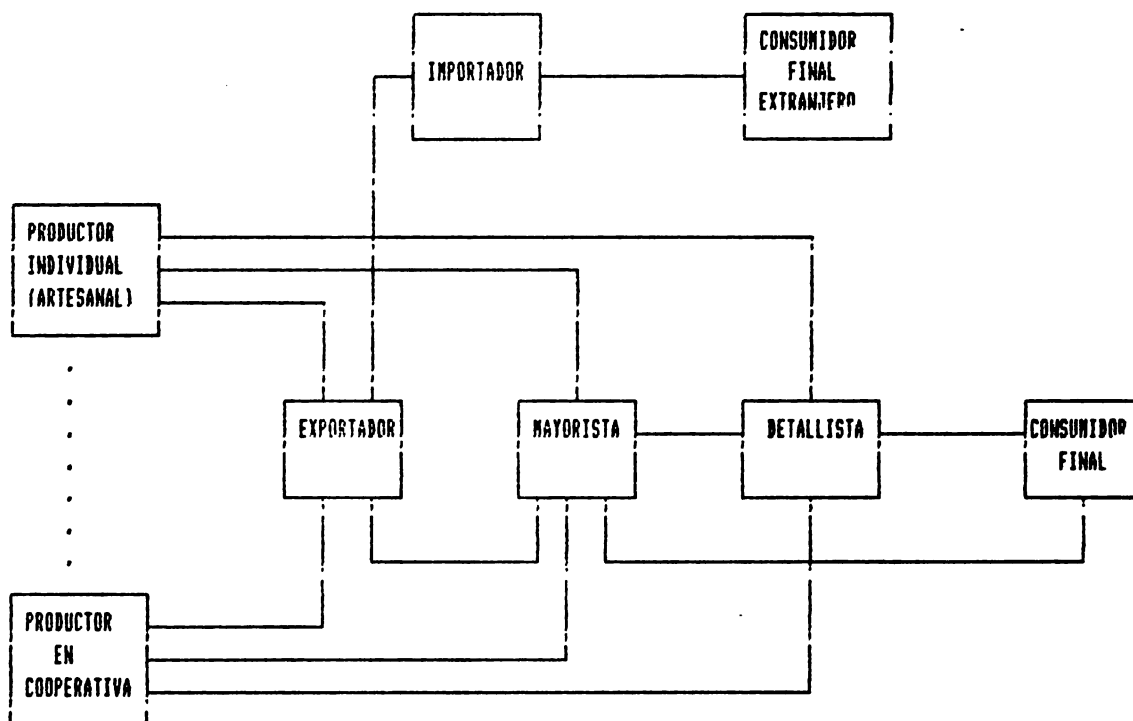 IMPORTADOR
CONSUMIDOR
FINAL
EXTRANJERO
PRODUCTOR
INDIVIDUAL
(ARTESANAL)
EXPORTADOR
MAYORISTA
DETALLISTA
CONSUMIDOR
FINAL
PRODUCTOR
EN
COOPERATIVA